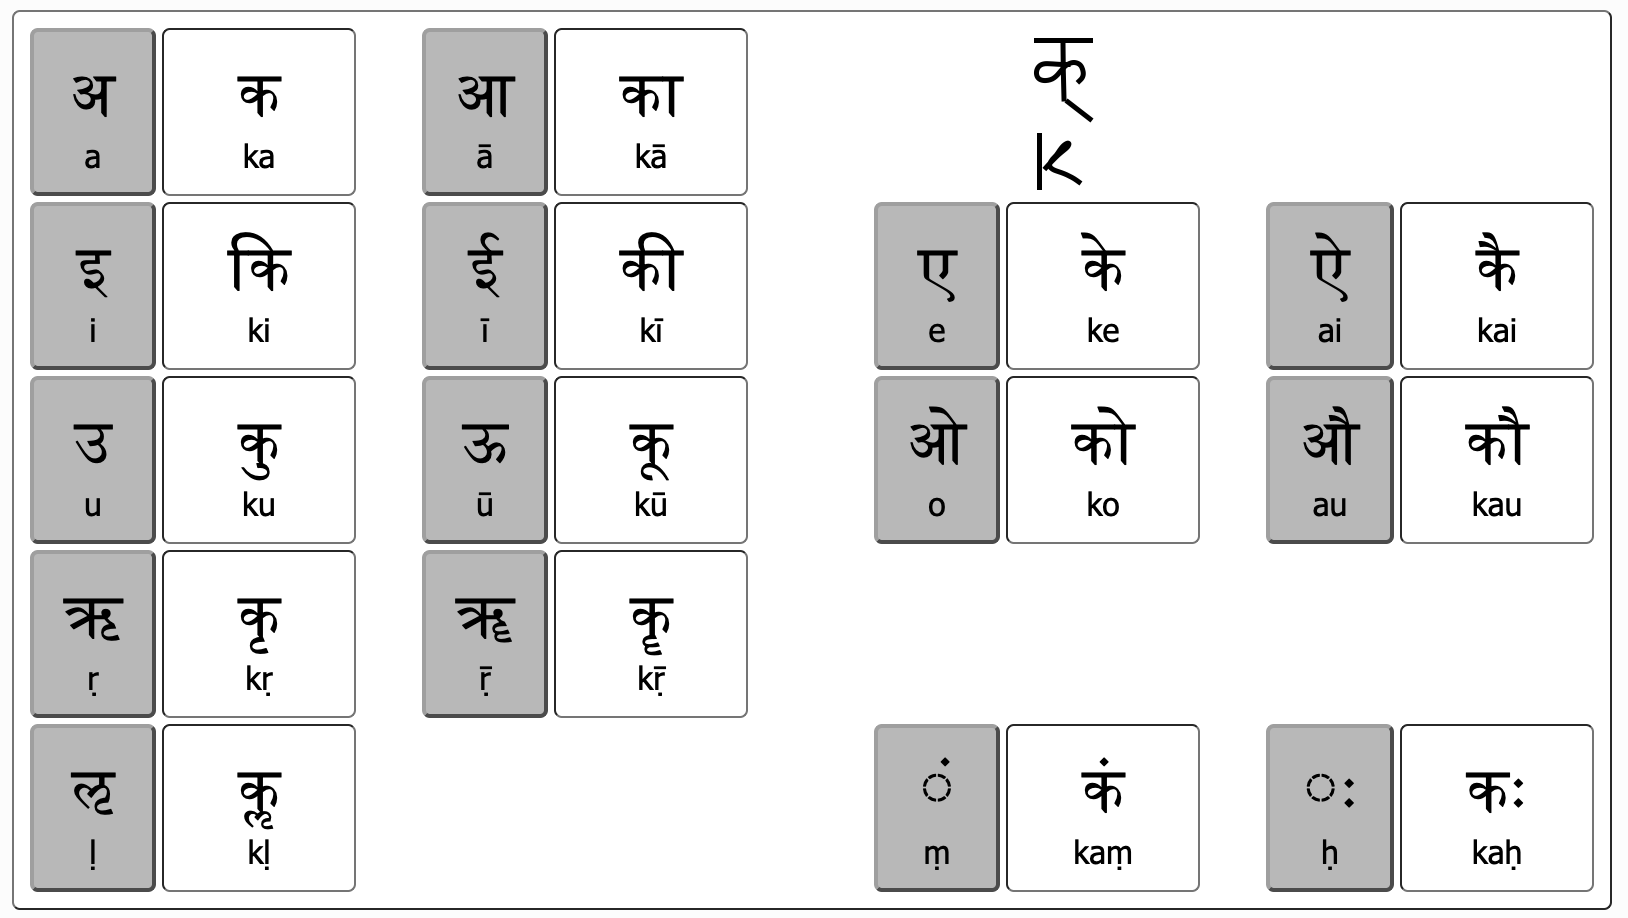 अ क आ का क्
a ka ā kā k
इ कि ई की ए के ऐ कै
i ki ī kī e ke ai kai
उ कु ऊ कू ओ को औ कौ
u ku ū kū o ko au kau
ऋ कृ ॠ कॄ
ṛ kṛ ṝ kṝ
ऌ कॢ ं कं ः कः
ḷ kḷ ṃ kaṃ ḥ kaḥ